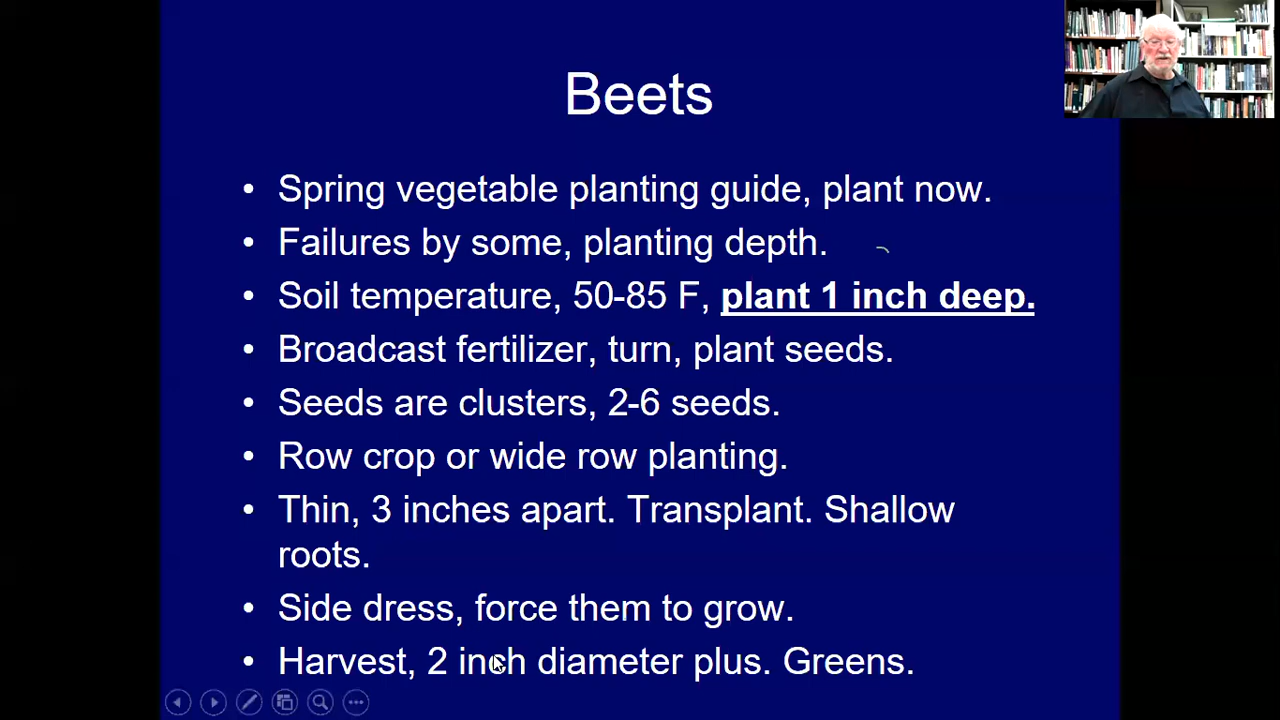 Beets
• Spring vegetable planting guide, plant now.
• Failures by some, planting depth.
• Soil temperature, 50-85 F, plant 1 inch deep.
• Broadcast fertilizer, turn, plant seeds.
• Seeds are clusters, 2-6 seeds.
• Row crop or wide row planting.
• Thin, 3 inches apart. Transplant. Shallow
roots.
• Side dress, force them to grow.
• Harvest, 2 inch diameter plus. Greens.